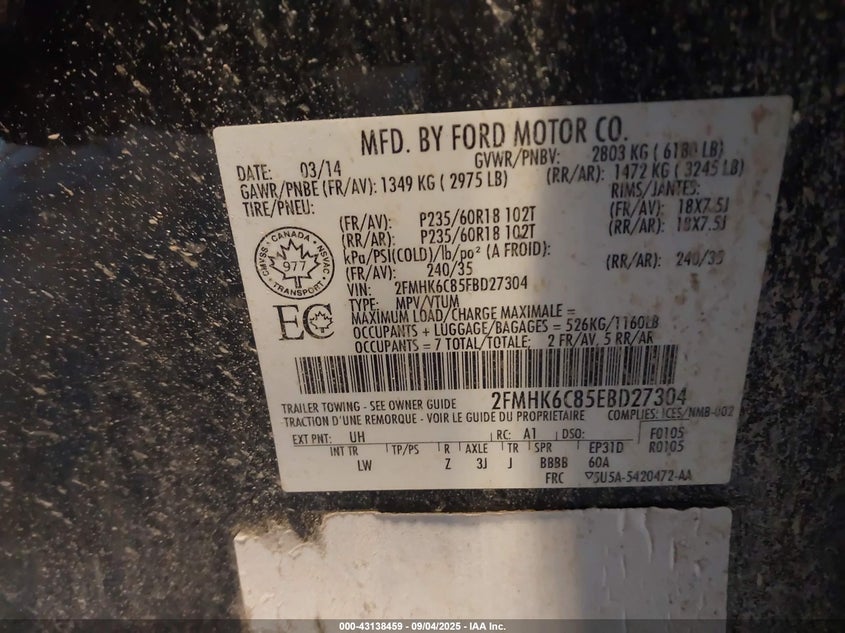 MFD. BY FORD MOTOR CO.
DATE: 03/14 GVWR/PNBV: 2803 KG ( 6180 LB)
GAWR/PNBE (FR/AV): 1349 KG ( 2975 LB) (RR/AR): 1472 KG ( 3245 LB)
TIRE/PNEU: RIMS/JANTES:
(FR/AV): P235/60R18 102T (FR/AV): 18X7.5J
(RR/AR): P235/60R18 102T (RR/AR): 18X7.5J
kPa/PSI(COLD)/lb/po² (A FROID):
(FR/AV): 240/35 (RR/AR): 240/35
VIN: 2FMHK6C85EBD27304
TYPE: MPV/VTUM
MAXIMUM LOAD/CHARGE MAXIMALE =
OCCUPANTS + LUGGAGE/BAGAGES = 526KG/1160LB
OCCUPANTS = 7 TOTAL/TOTALE: 2 FR/AV, 5 RR/AR
CANADA
CMVSS NSVAC
977
TRANSPORT
EC
2FMHK6C85EBD27304
TRAILER TOWING - SEE OWNER GUIDE
TRACTION D'UNE REMORQUE - VOIR LE GUIDE DU PROPRIETAIRE COMPLIES: ICES/NMB-002
EXT PNT: UH RC: A1 DSO: F0105
INT TR TP/PS R AXLE TR SPR EP31D R0105
LW Z 3J J BBBB 60A
FRC 5U5A-5420472-AA
000-43138459 - 09/04/2025 - IAA Inc.